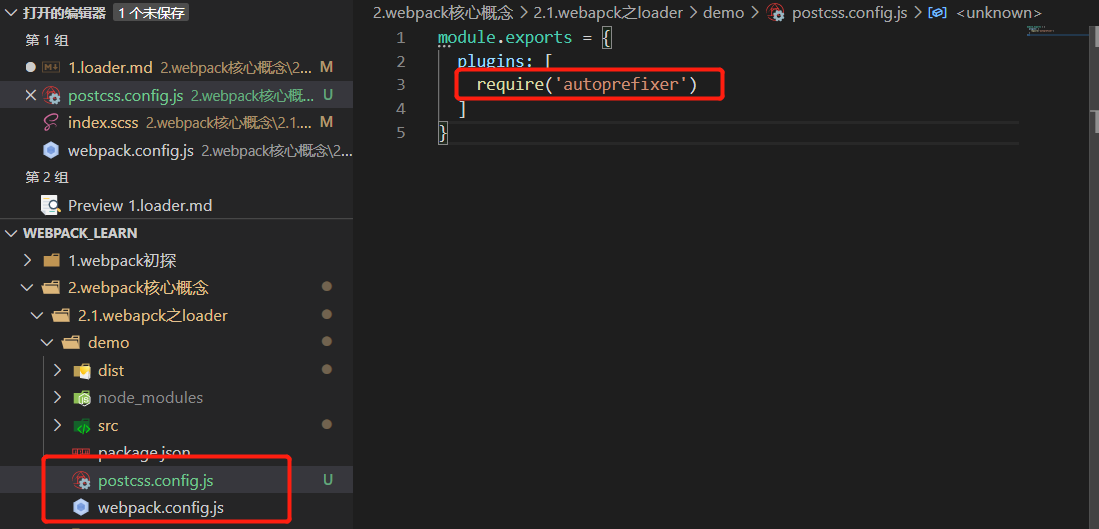 打开的编辑器 1 个未保存
第 1 组
1.loader.md 2.webpack核心概念\2... M
postcss.config.js 2.webpack核心概... U
index.scss 2.webpack核心概念\2.1.... M
webpack.config.js 2.webpack核心概念\2...
第 2 组
Preview 1.loader.md
WEBPACK_LEARN
1.webpack初探
2.webpack核心概念
2.1.webapck之loader
demo
dist
node_modules
src
package.json
postcss.config.js U
webpack.config.js
2.webpack核心概念 > 2.1.webapck之loader > demo > postcss.config.js > <unknown>
1 module.exports = {
2 plugins: [
3 require('autoprefixer')
4 ]
5 }